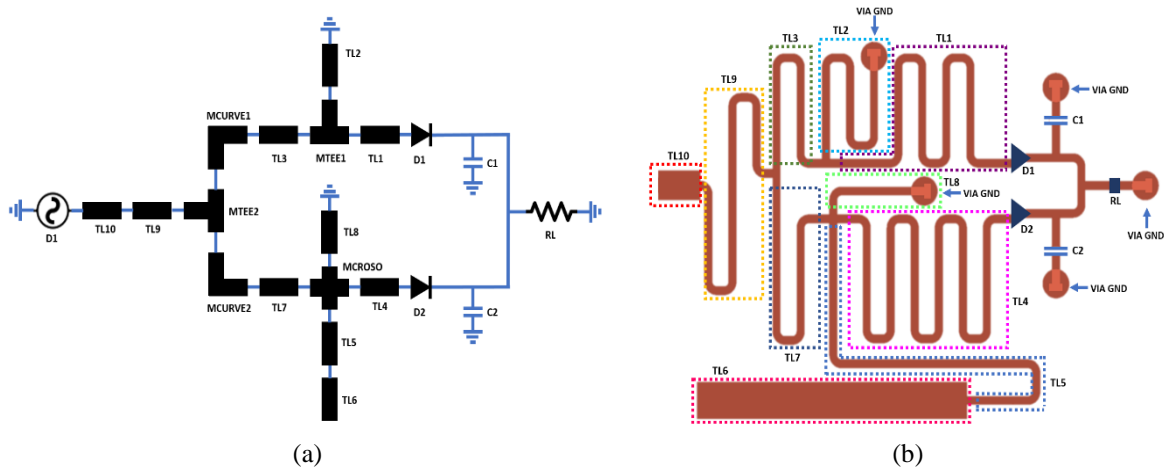 TL2
MCURVE1
TL3
MTEE1
TL1
D1
C1
MTEE2
D1
TL10
TL9
RL
TL8
MCROSO
MCURVE2
TL7
TL4
D2
C2
TL5
TL6
(a)
VIA GND
TL3
TL2
TL1
TL9
VIA GND
C1
TL10
D1
TL8
VIA GND
RL
D2
VIA GND
C2
VIA GND
TL4
TL7
TL6
TL5
(b)